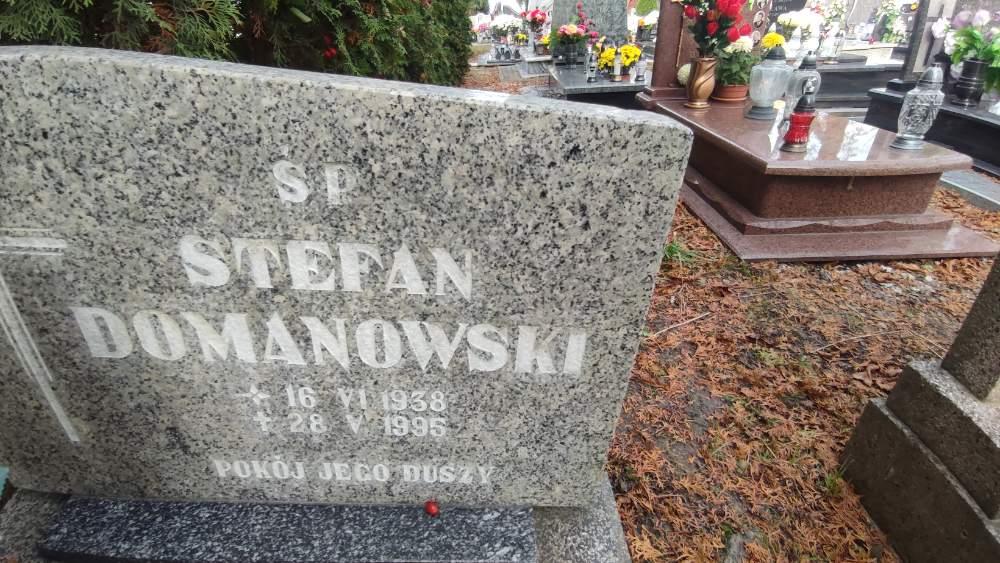 ŚP
STEFAN
DOMANOWSKI
16 VI 1938
28 V 1995
POKÓJ JEGO DUSZY